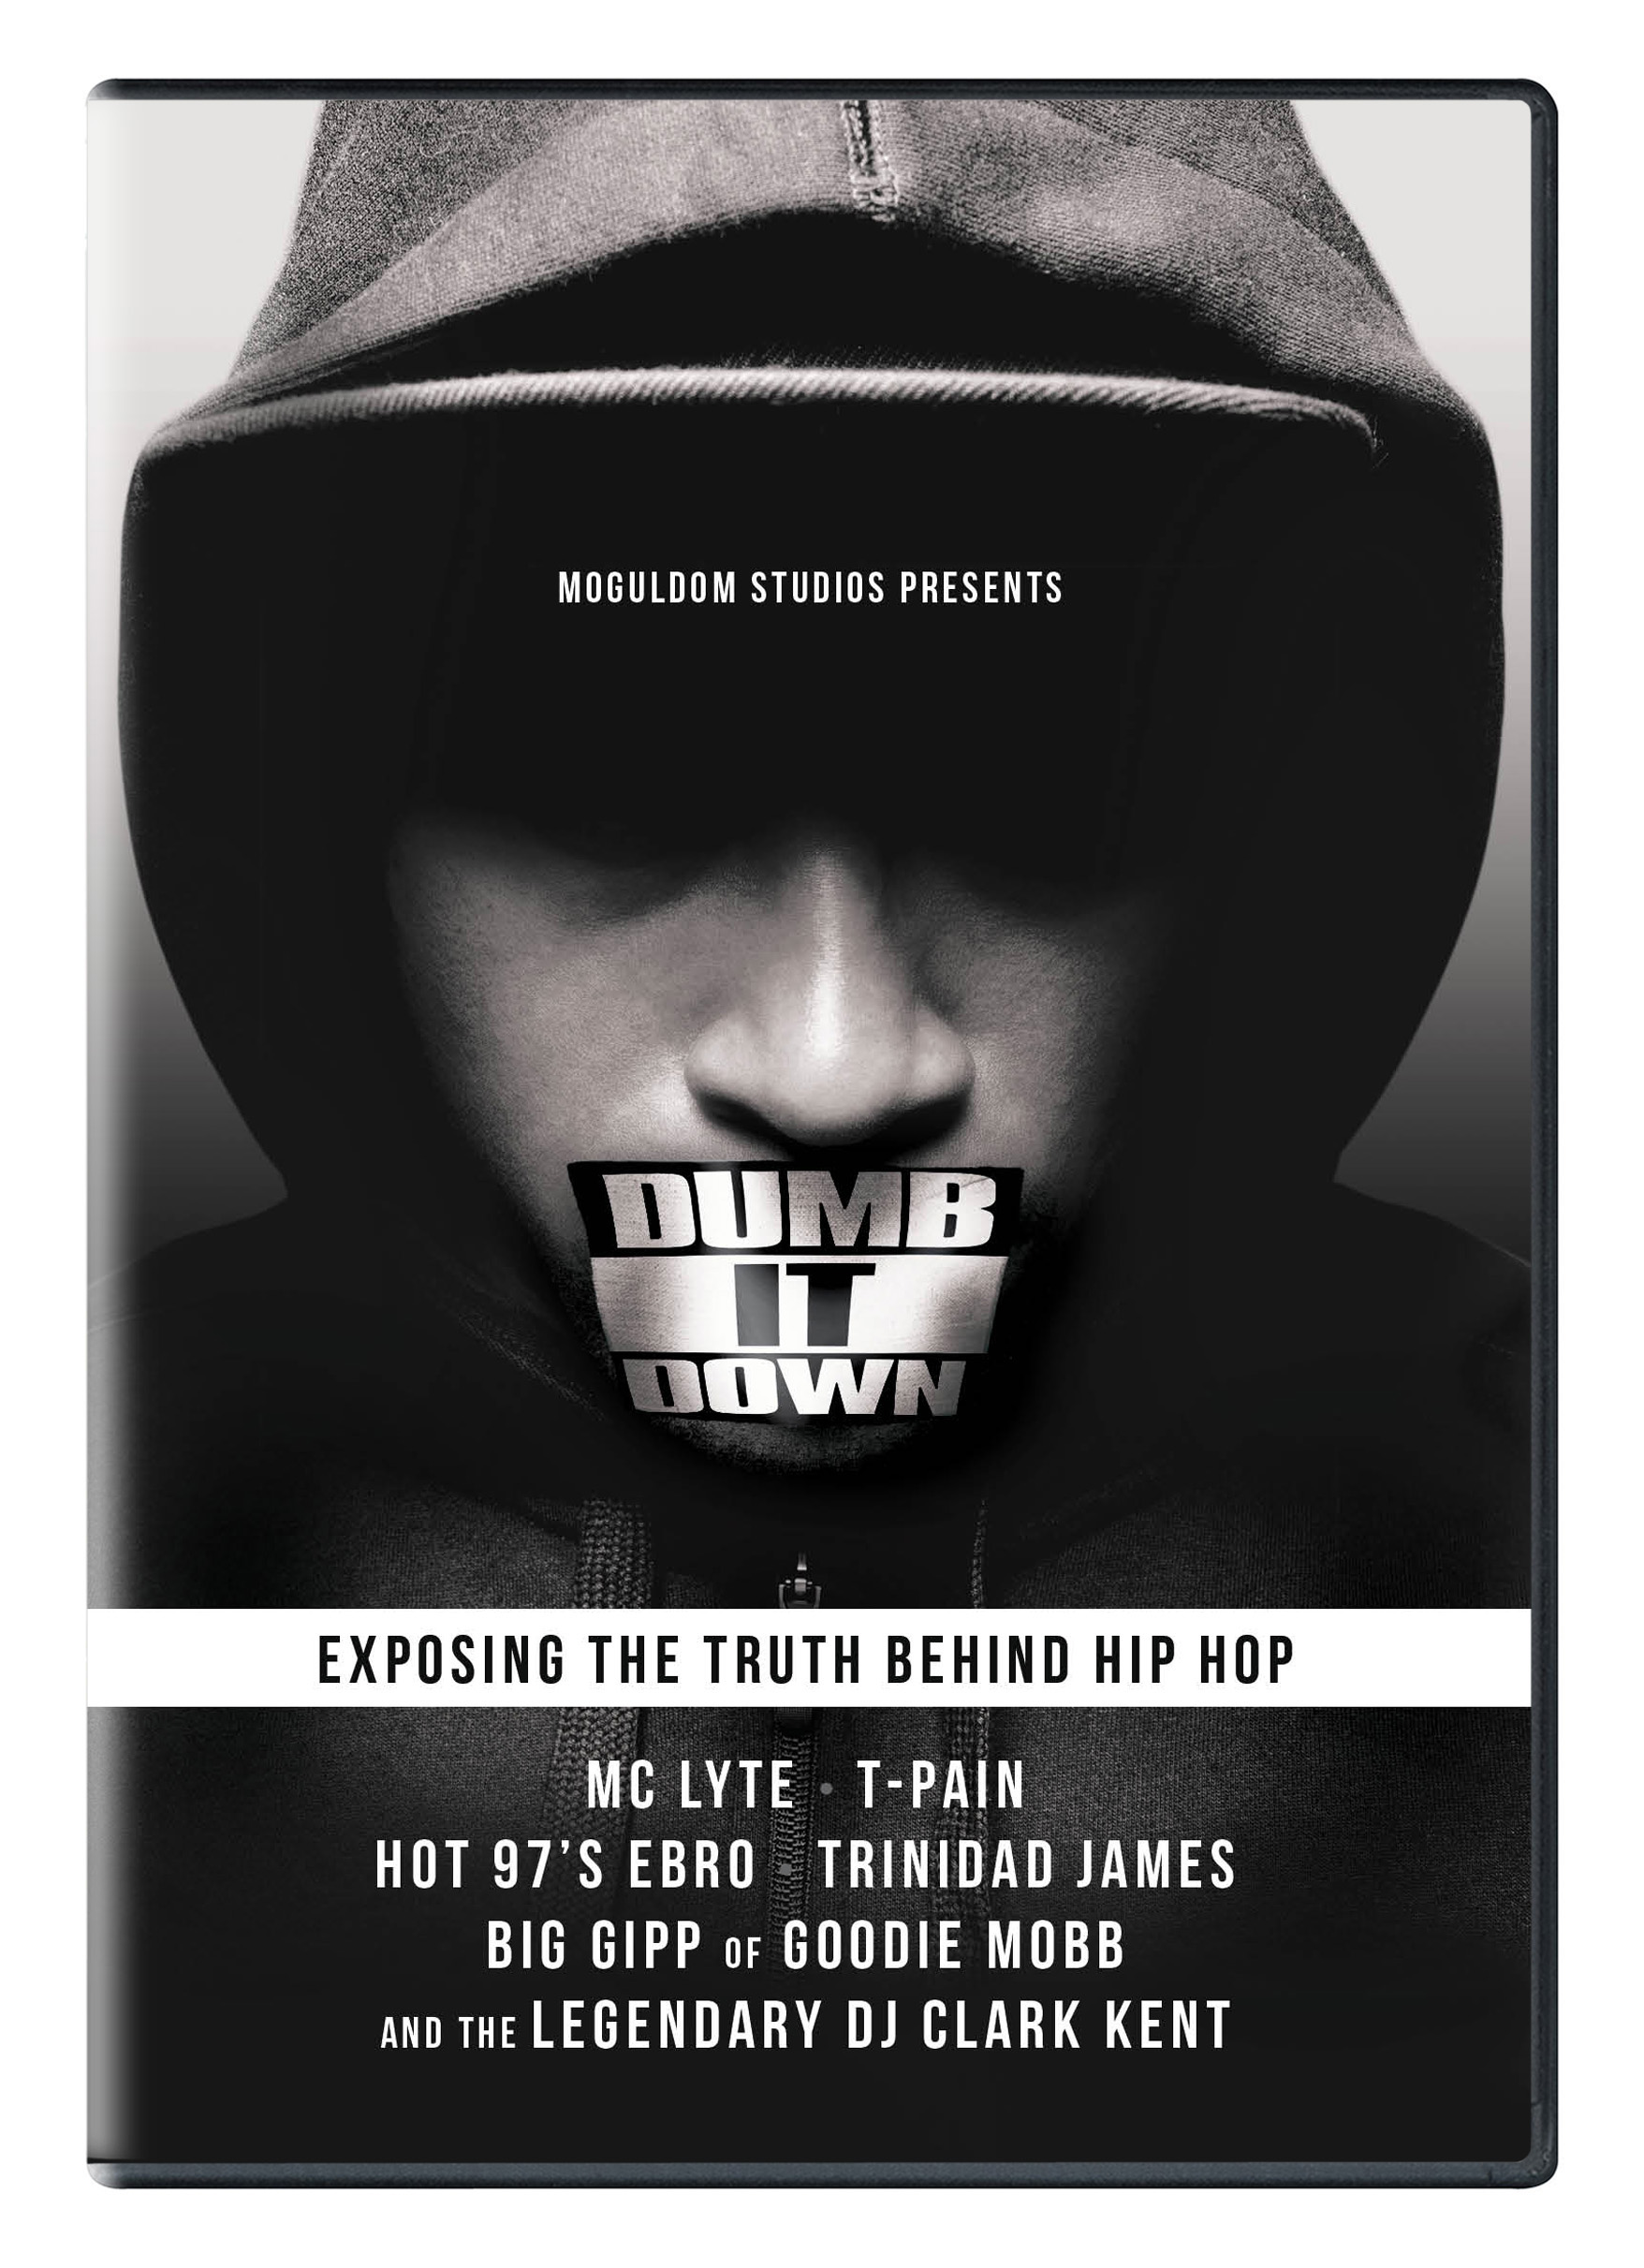 MOGULDOM STUDIOS PRESENTS
DUMB
IT
DOWN
EXPOSING THE TRUTH BEHIND HIP HOP
MC LYTE • T-PAIN
HOT 97'S EBRO • TRINIDAD JAMES
BIG GIPP OF GOODIE MOBB
AND THE LEGENDARY DJ CLARK KENT